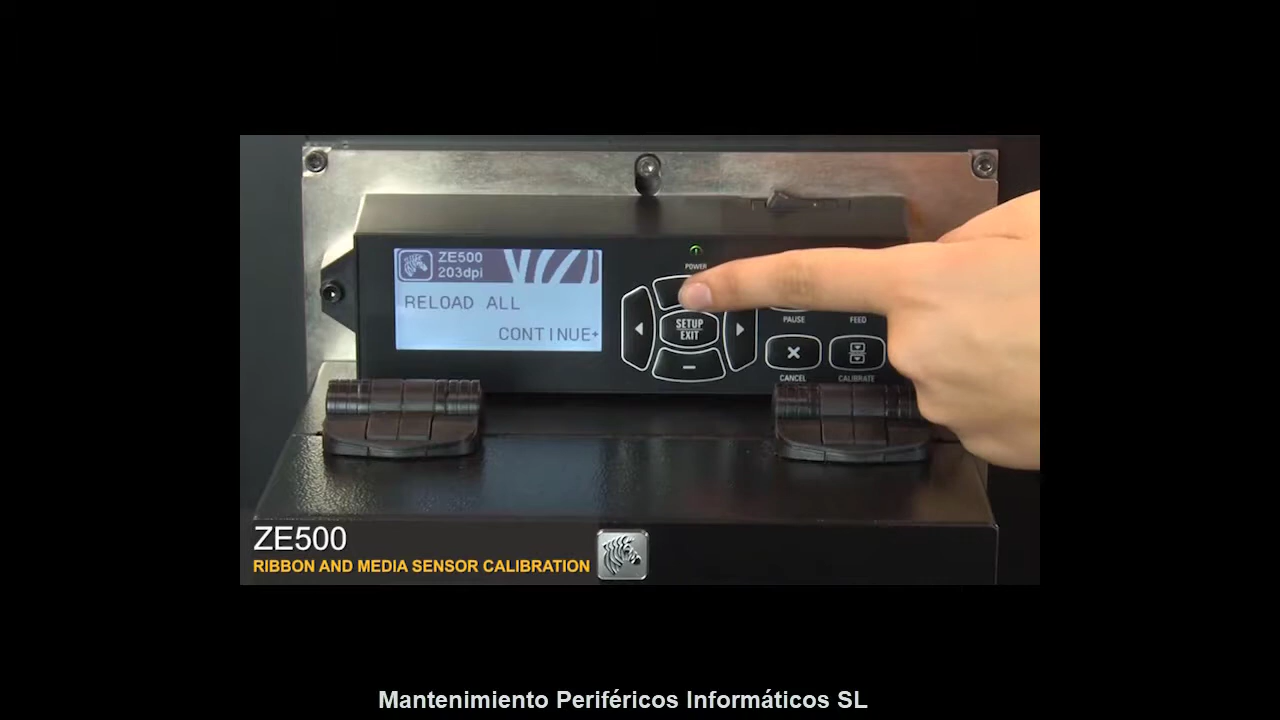 ZE500
203dpi
RELOAD ALL
CONTINUE+
POWER
SETUP
EXIT
PAUSE
FEED
CANCEL
CALIBRATE
ZE500
RIBBON AND MEDIA SENSOR CALIBRATION
Mantenimiento Periféricos Informáticos SL